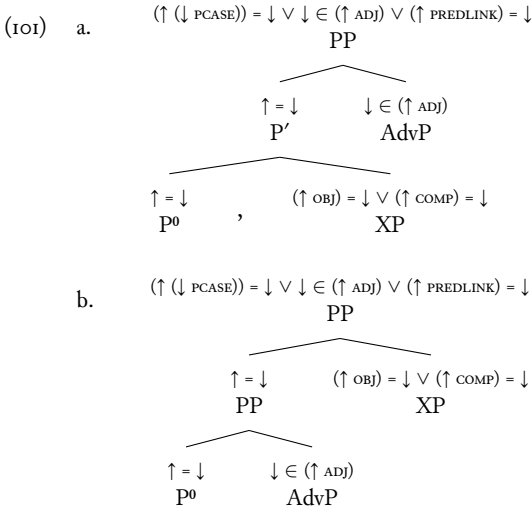 (101) a. (↑ (↓ PCASE)) = ↓ ∨ ↓ ∈ (↑ ADJ) ∨ (↑ PREDLINK) = ↓
PP
↑ = ↓ ↓ ∈ (↑ ADJ)
P′ AdvP
↑ = ↓ (↑ OBJ) = ↓ ∨ (↑ COMP) = ↓
P⁰ , XP
b. (↑ (↓ PCASE)) = ↓ ∨ ↓ ∈ (↑ ADJ) ∨ (↑ PREDLINK) = ↓
PP
↑ = ↓ (↑ OBJ) = ↓ ∨ (↑ COMP) = ↓
PP XP
↑ = ↓ ↓ ∈ (↑ ADJ)
P⁰ AdvP